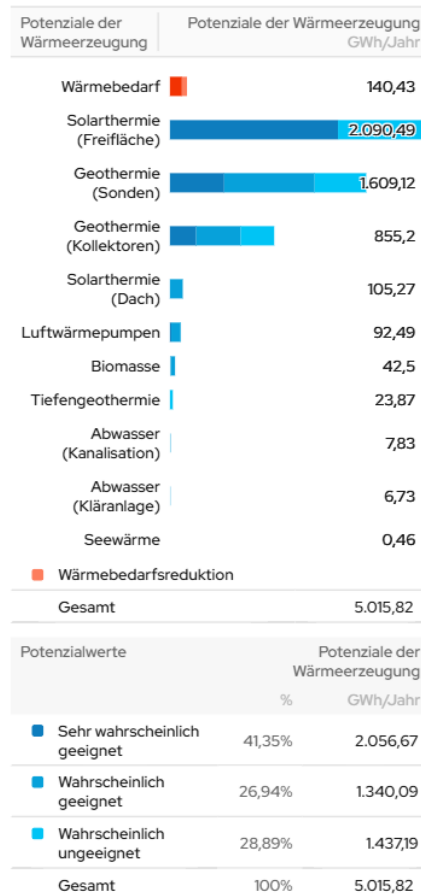 Potenziale der Potenziale der Wärmeerzeugung
Wärmeerzeugung GWh/Jahr
Wärmebedarf 140,43
Solarthermie
(Freifläche) 2.090,49
Geothermie
(Sonden) 1.609,12
Geothermie
(Kollektoren) 855,2
Solarthermie
(Dach) 105,27
Luftwärmepumpen 92,49
Biomasse 42,5
Tiefengeothermie 23,87
Abwasser
(Kanalisation) 7,83
Abwasser
(Kläranlage) 6,73
Seewärme 0,46
Wärmebedarfsreduktion
Gesamt 5.015,82
Potenzialwerte Potenziale der
Wärmeerzeugung
% GWh/Jahr
Sehr wahrscheinlich
geeignet 41,35% 2.056,67
Wahrscheinlich
geeignet 26,94% 1.340,09
Wahrscheinlich
ungeeignet 28,89% 1.437,19
Gesamt 100% 5.015,82